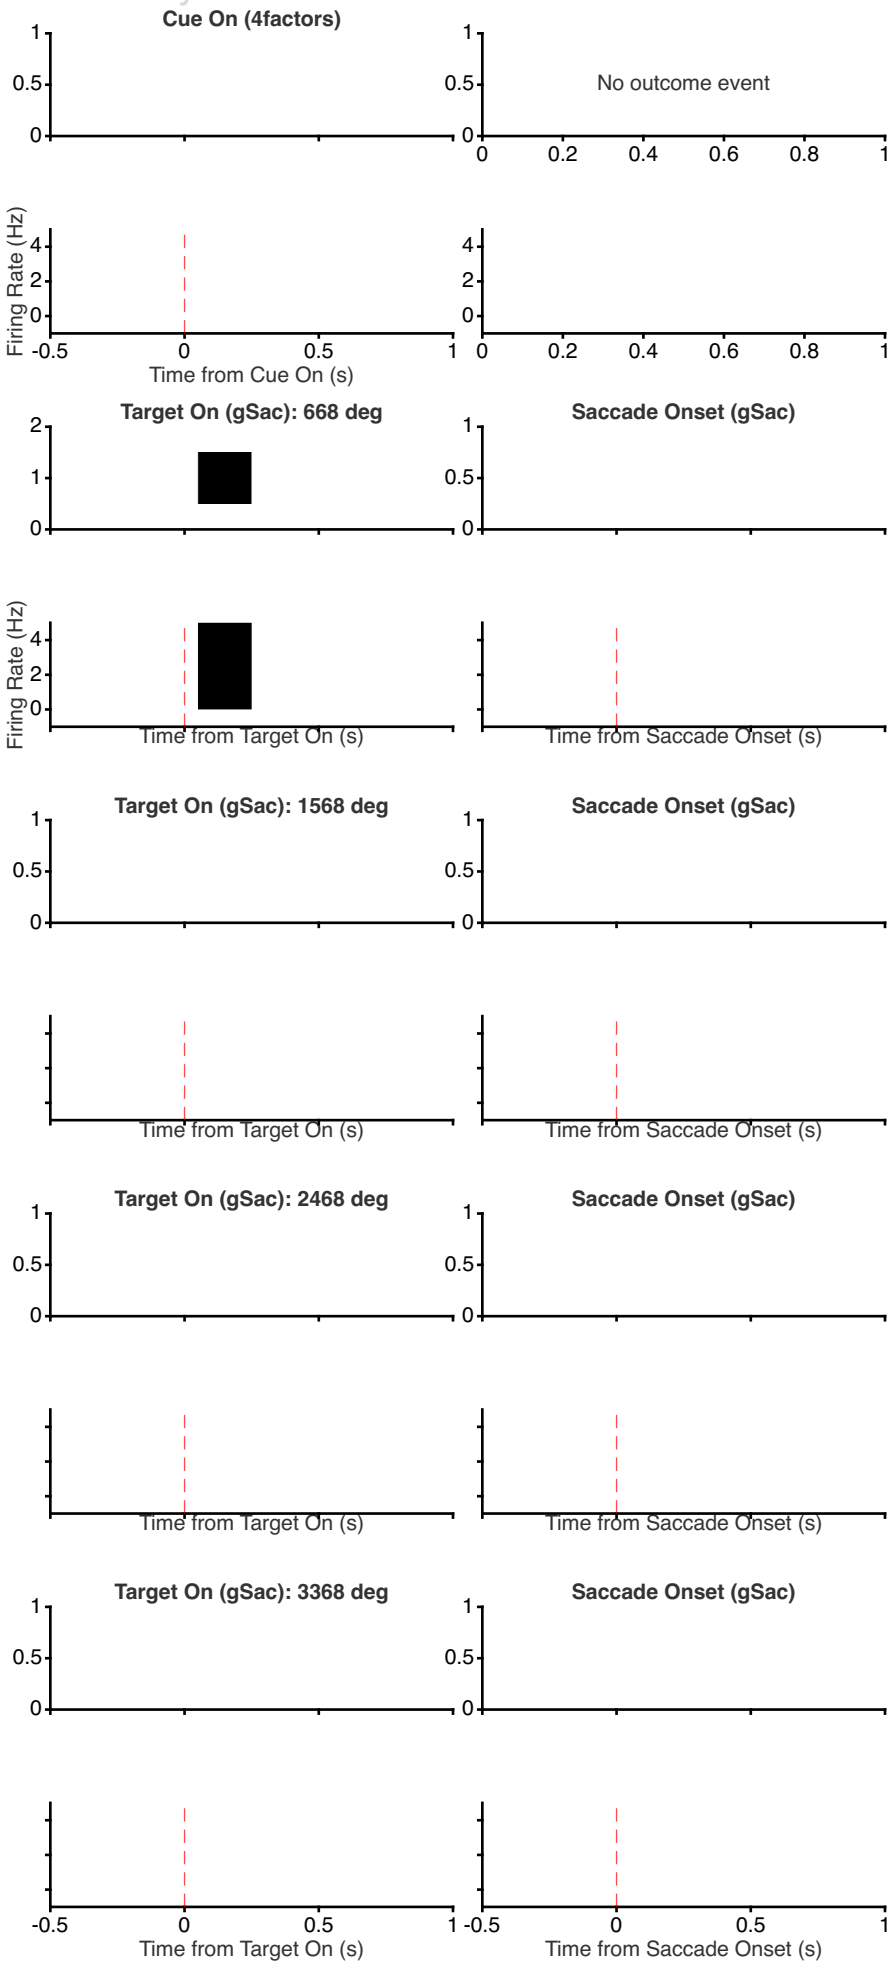 Cue On (4factors)
1
0.5
0
1
0.5
0
No outcome event
0 0.2 0.4 0.6 0.8 1
Firing Rate (Hz)
4
2
0
-0.5 0 0.5 1
Time from Cue On (s)
4
2
0
0 0.2 0.4 0.6 0.8 1
Target On (gSac): 668 deg
2
1
0
Saccade Onset (gSac)
1
0.5
0
Firing Rate (Hz)
4
2
0
Time from Target On (s)
Time from Saccade Onset (s)
Target On (gSac): 1568 deg
1
0.5
0
Saccade Onset (gSac)
1
0.5
0
Time from Target On (s)
Time from Saccade Onset (s)
Target On (gSac): 2468 deg
1
0.5
0
Saccade Onset (gSac)
1
0.5
0
Time from Target On (s)
Time from Saccade Onset (s)
Target On (gSac): 3368 deg
1
0.5
0
Saccade Onset (gSac)
1
0.5
0
-0.5 0 0.5 1
Time from Target On (s)
-0.5 0 0.5 1
Time from Saccade Onset (s)